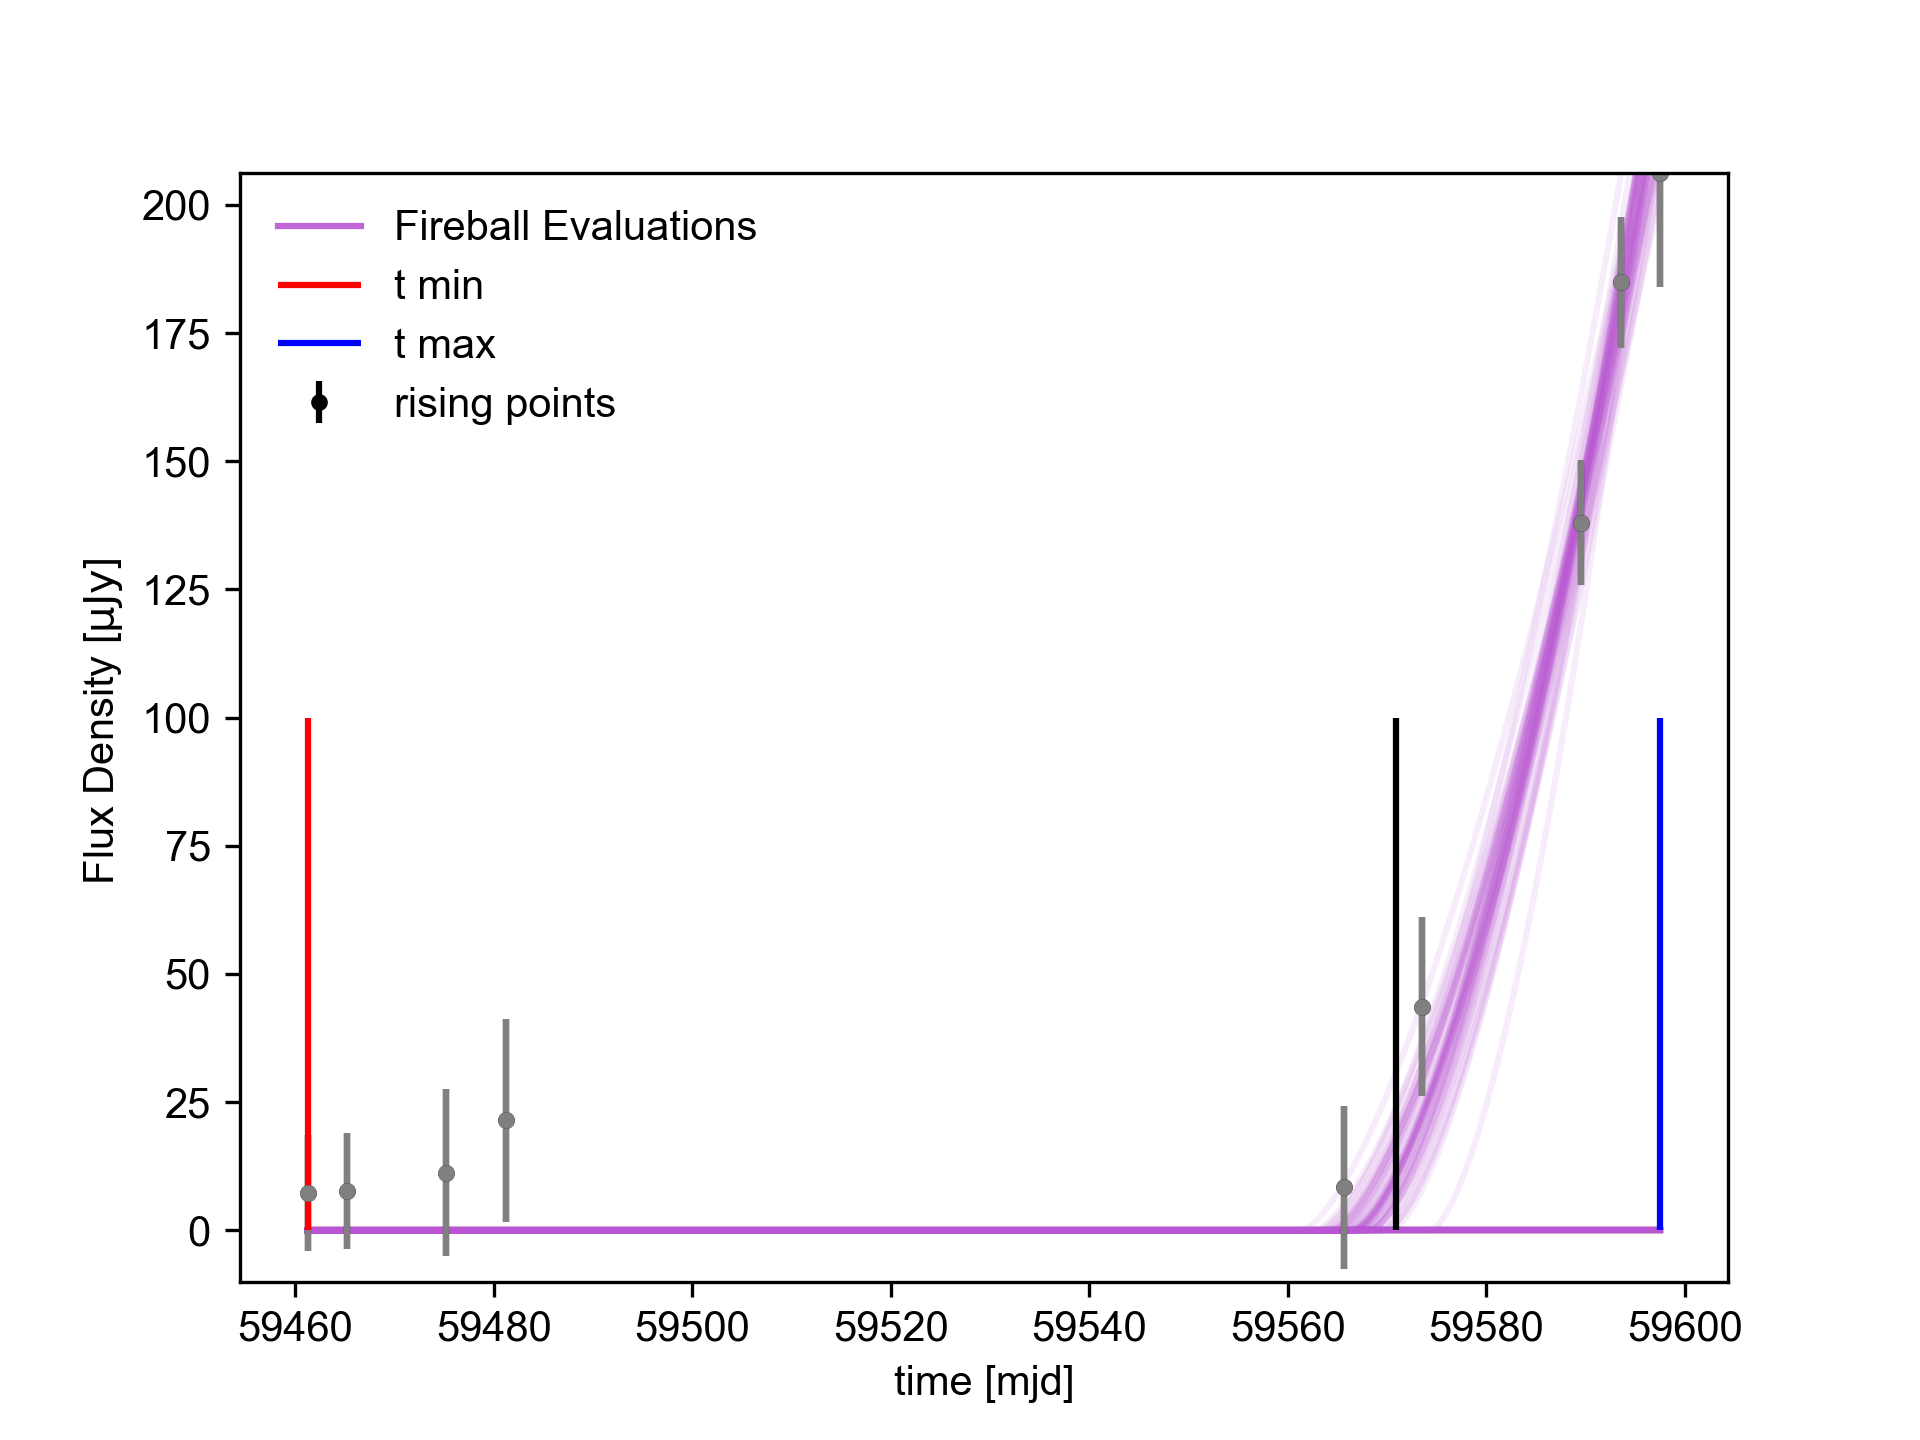 Fireball Evaluations
t min
t max
rising points
200
175
150
125
100
75
50
25
0
Flux Density [µJy]
59460 59480 59500 59520 59540 59560 59580 59600
time [mjd]